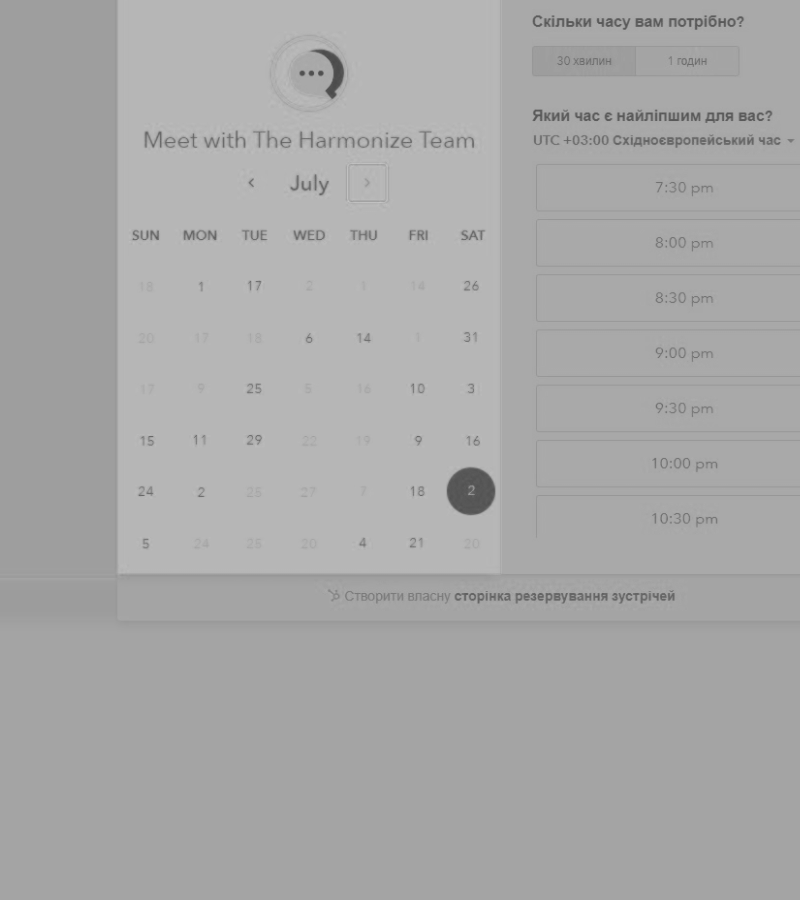 Meet with The Harmonize Team
July
SUN MON TUE WED THU FRI SAT
18 1 17 2 1 14 26
20 17 18 6 14 1 31
17 9 25 5 16 10 3
15 11 29 22 19 9 16
24 2 25 27 7 18 2
5 24 25 20 4 21 20
Скільки часу вам потрібно?
30 хвилин 1 годин
Який час є найліпшим для вас?
UTC +03:00 Східноєвропейський час
7:30 pm
8:00 pm
8:30 pm
9:00 pm
9:30 pm
10:00 pm
10:30 pm
Створити власну сторінка резервування зустрічей